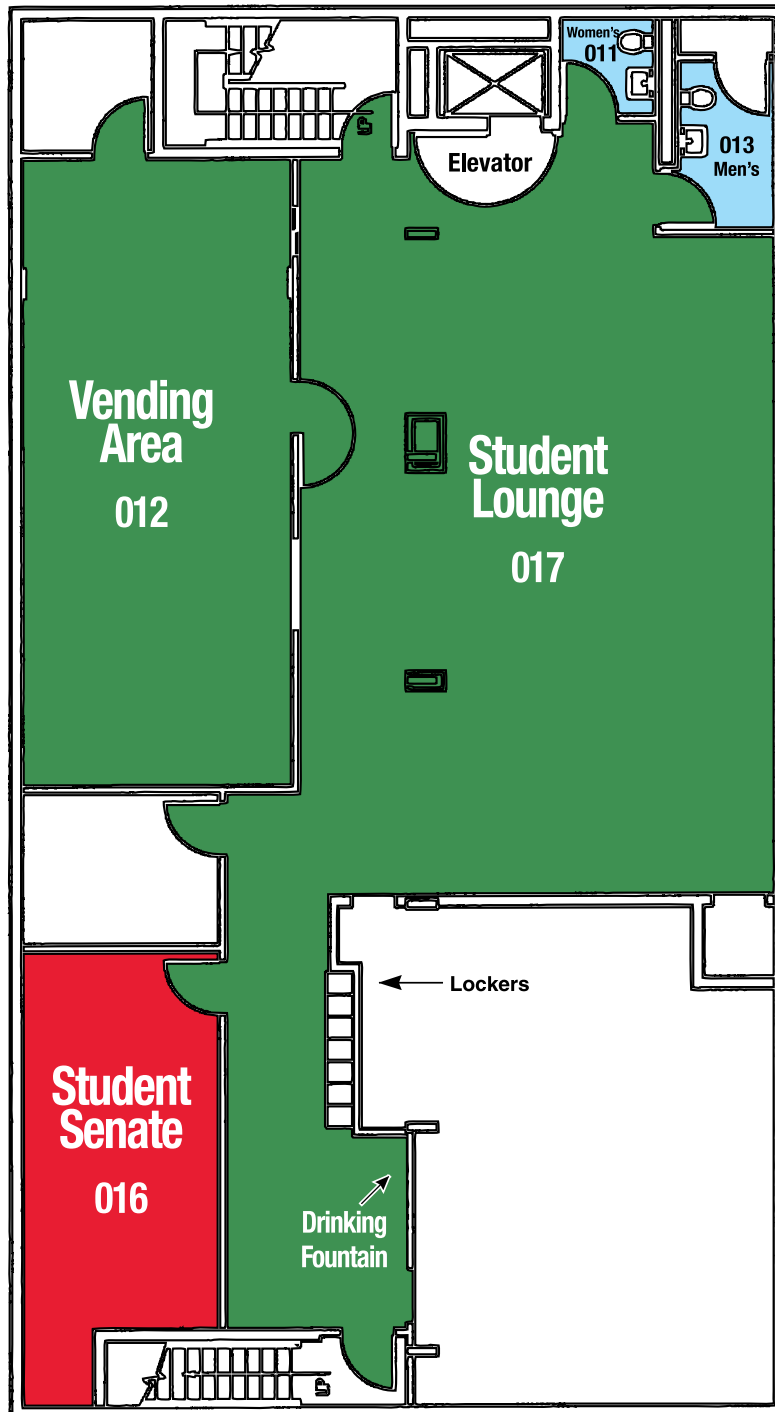 Women's
011
013
Men's
UP
Elevator
Vending
Area
012
Student
Lounge
017
Lockers
Student
Senate
016
Drinking
Fountain
UP